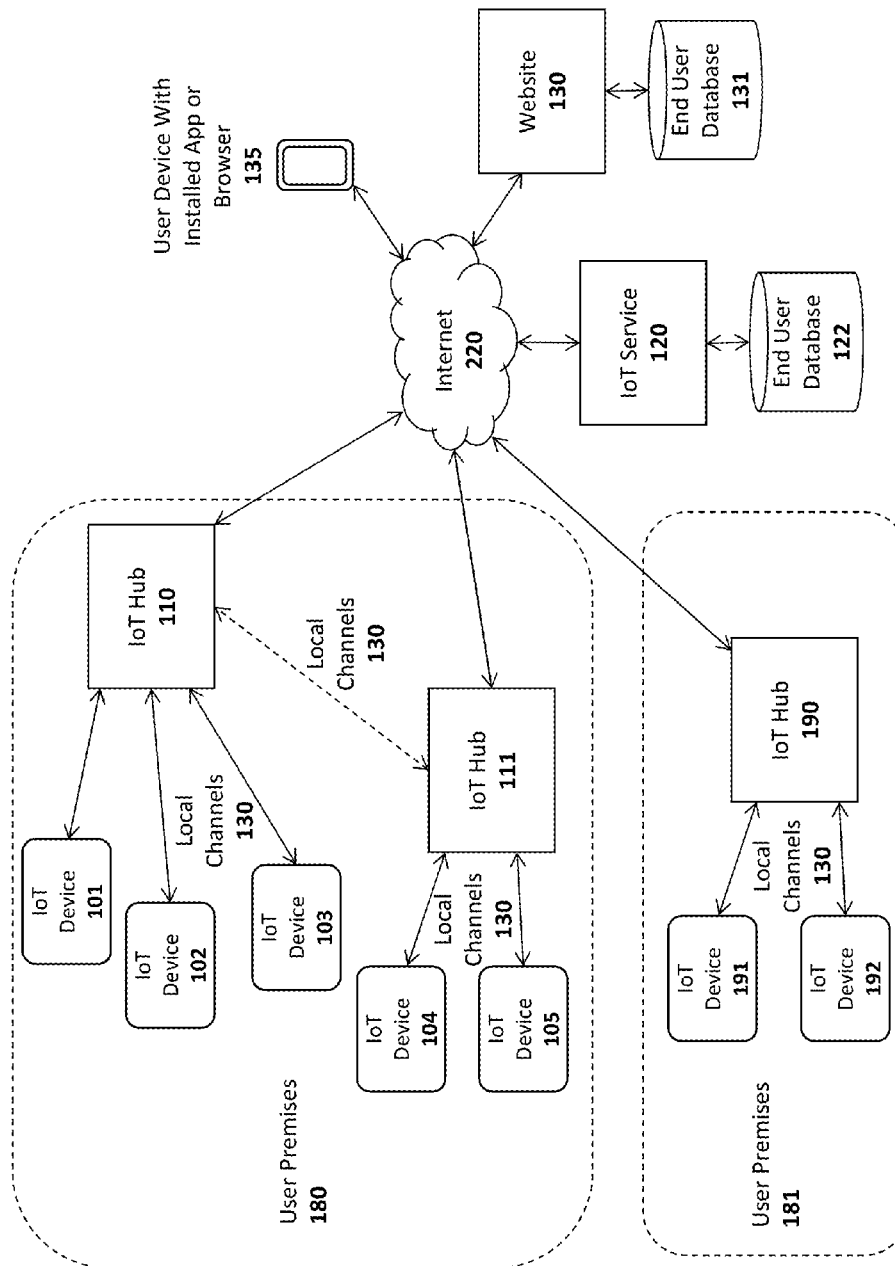 User Device With
Installed App or
Browser
135
Website
130
End User
Database
131
Internet
220
IoT Service
120
End User
Database
122
IoT Hub
110
Local
Channels
130
IoT Hub
111
IoT Hub
190
IoT
Device
101
IoT
Device
102
IoT
Device
103
Local
Channels
130
IoT
Device
104
IoT
Device
105
Local
Channels
130
IoT
Device
191
IoT
Device
192
Local
Channels
130
User Premises
180
User Premises
181